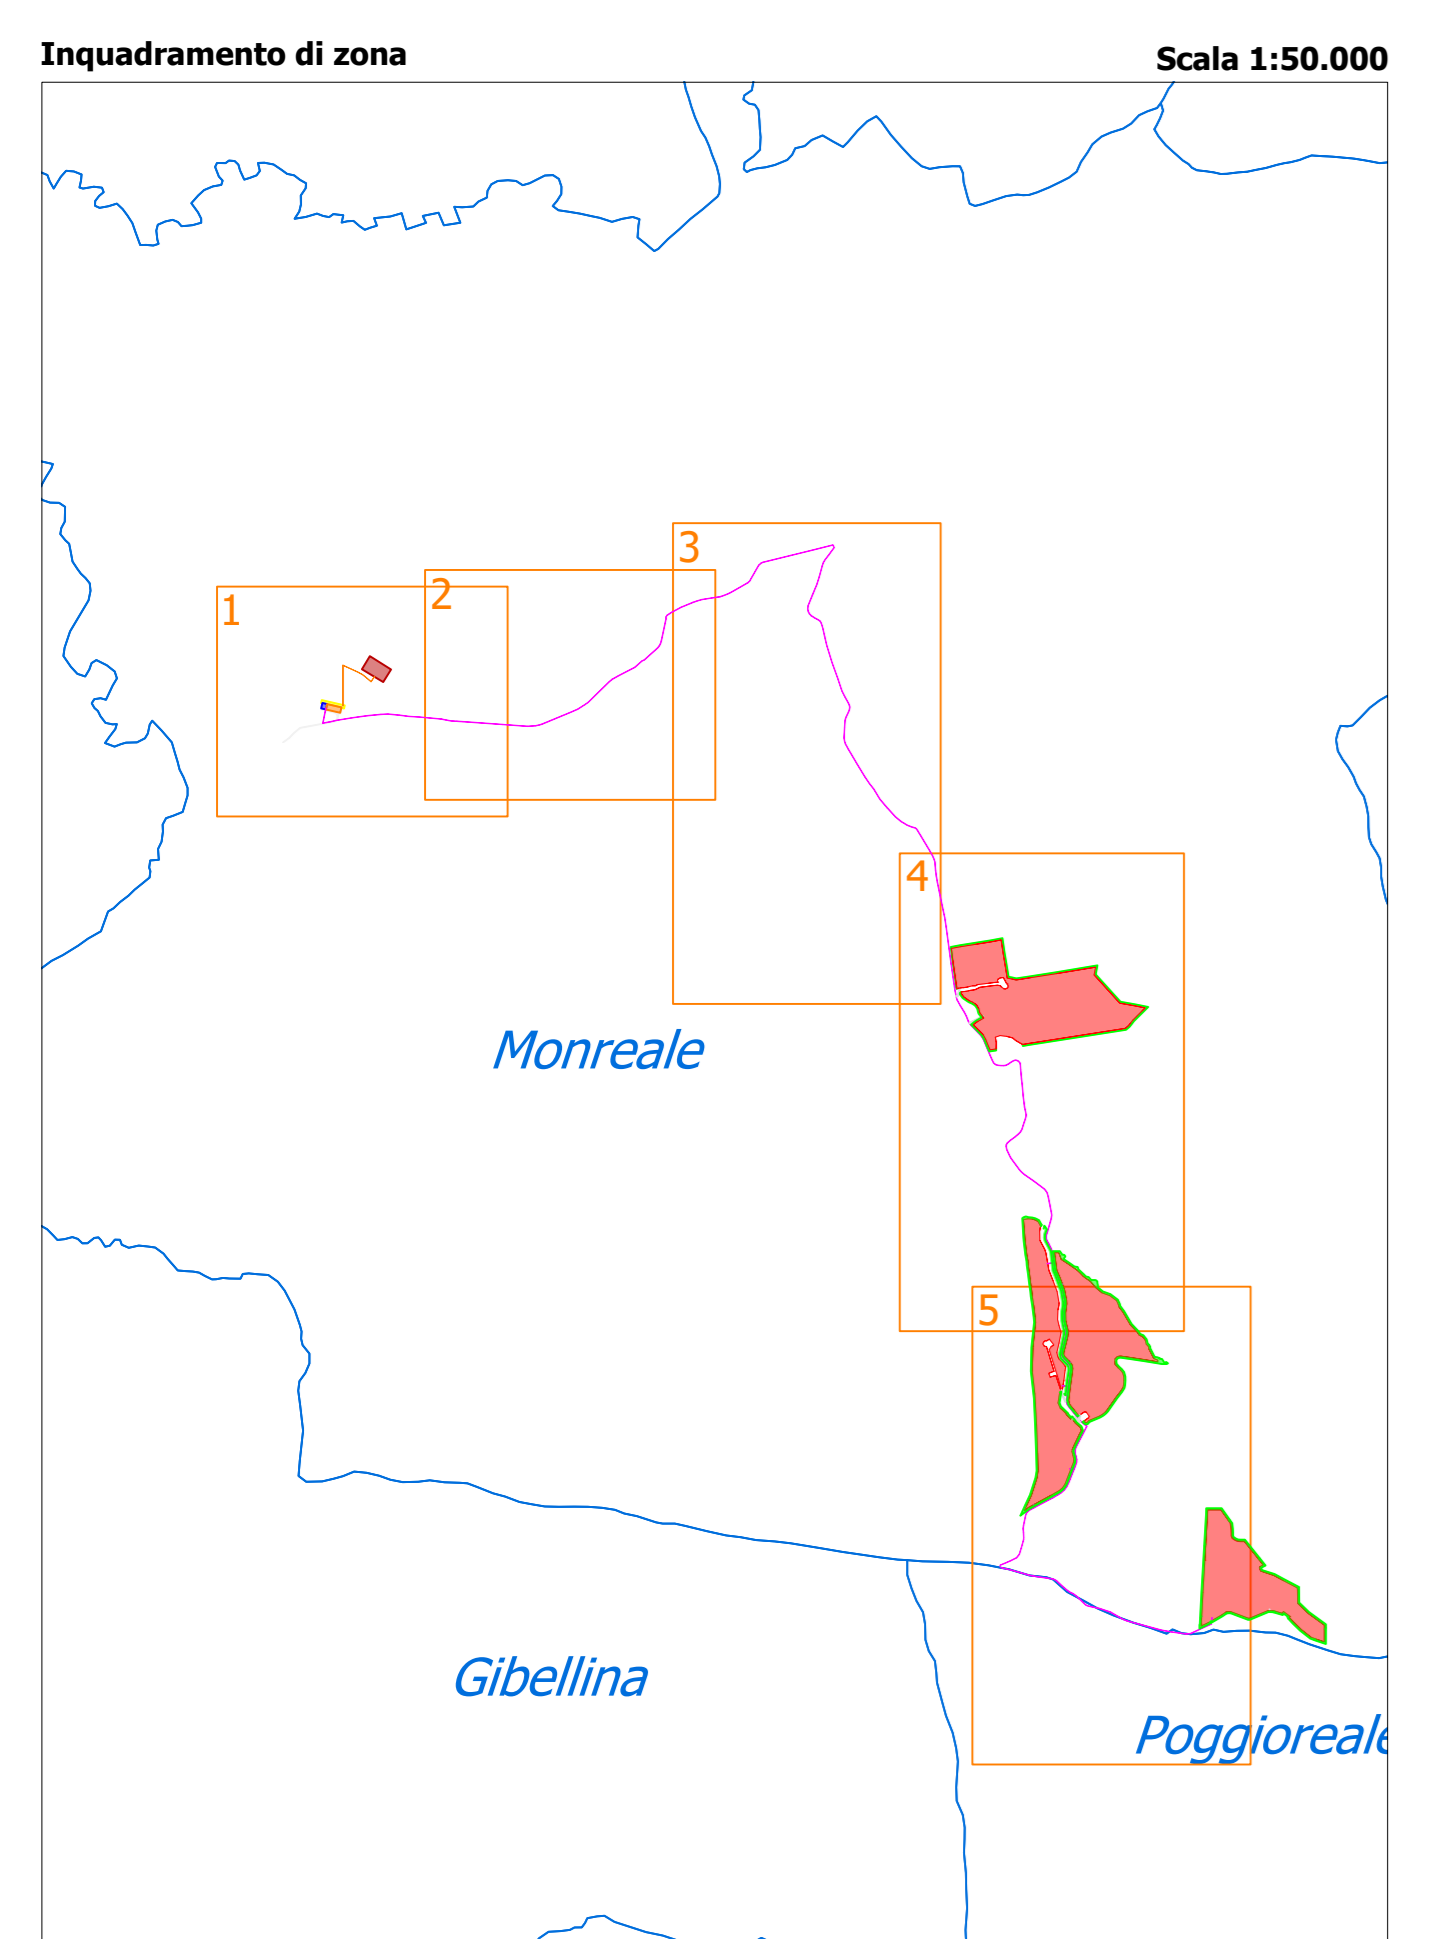 Inquadramento di zona
Scala 1:50.000
3
2
1
4
Monreale
5
Gibellina
Poggioreale